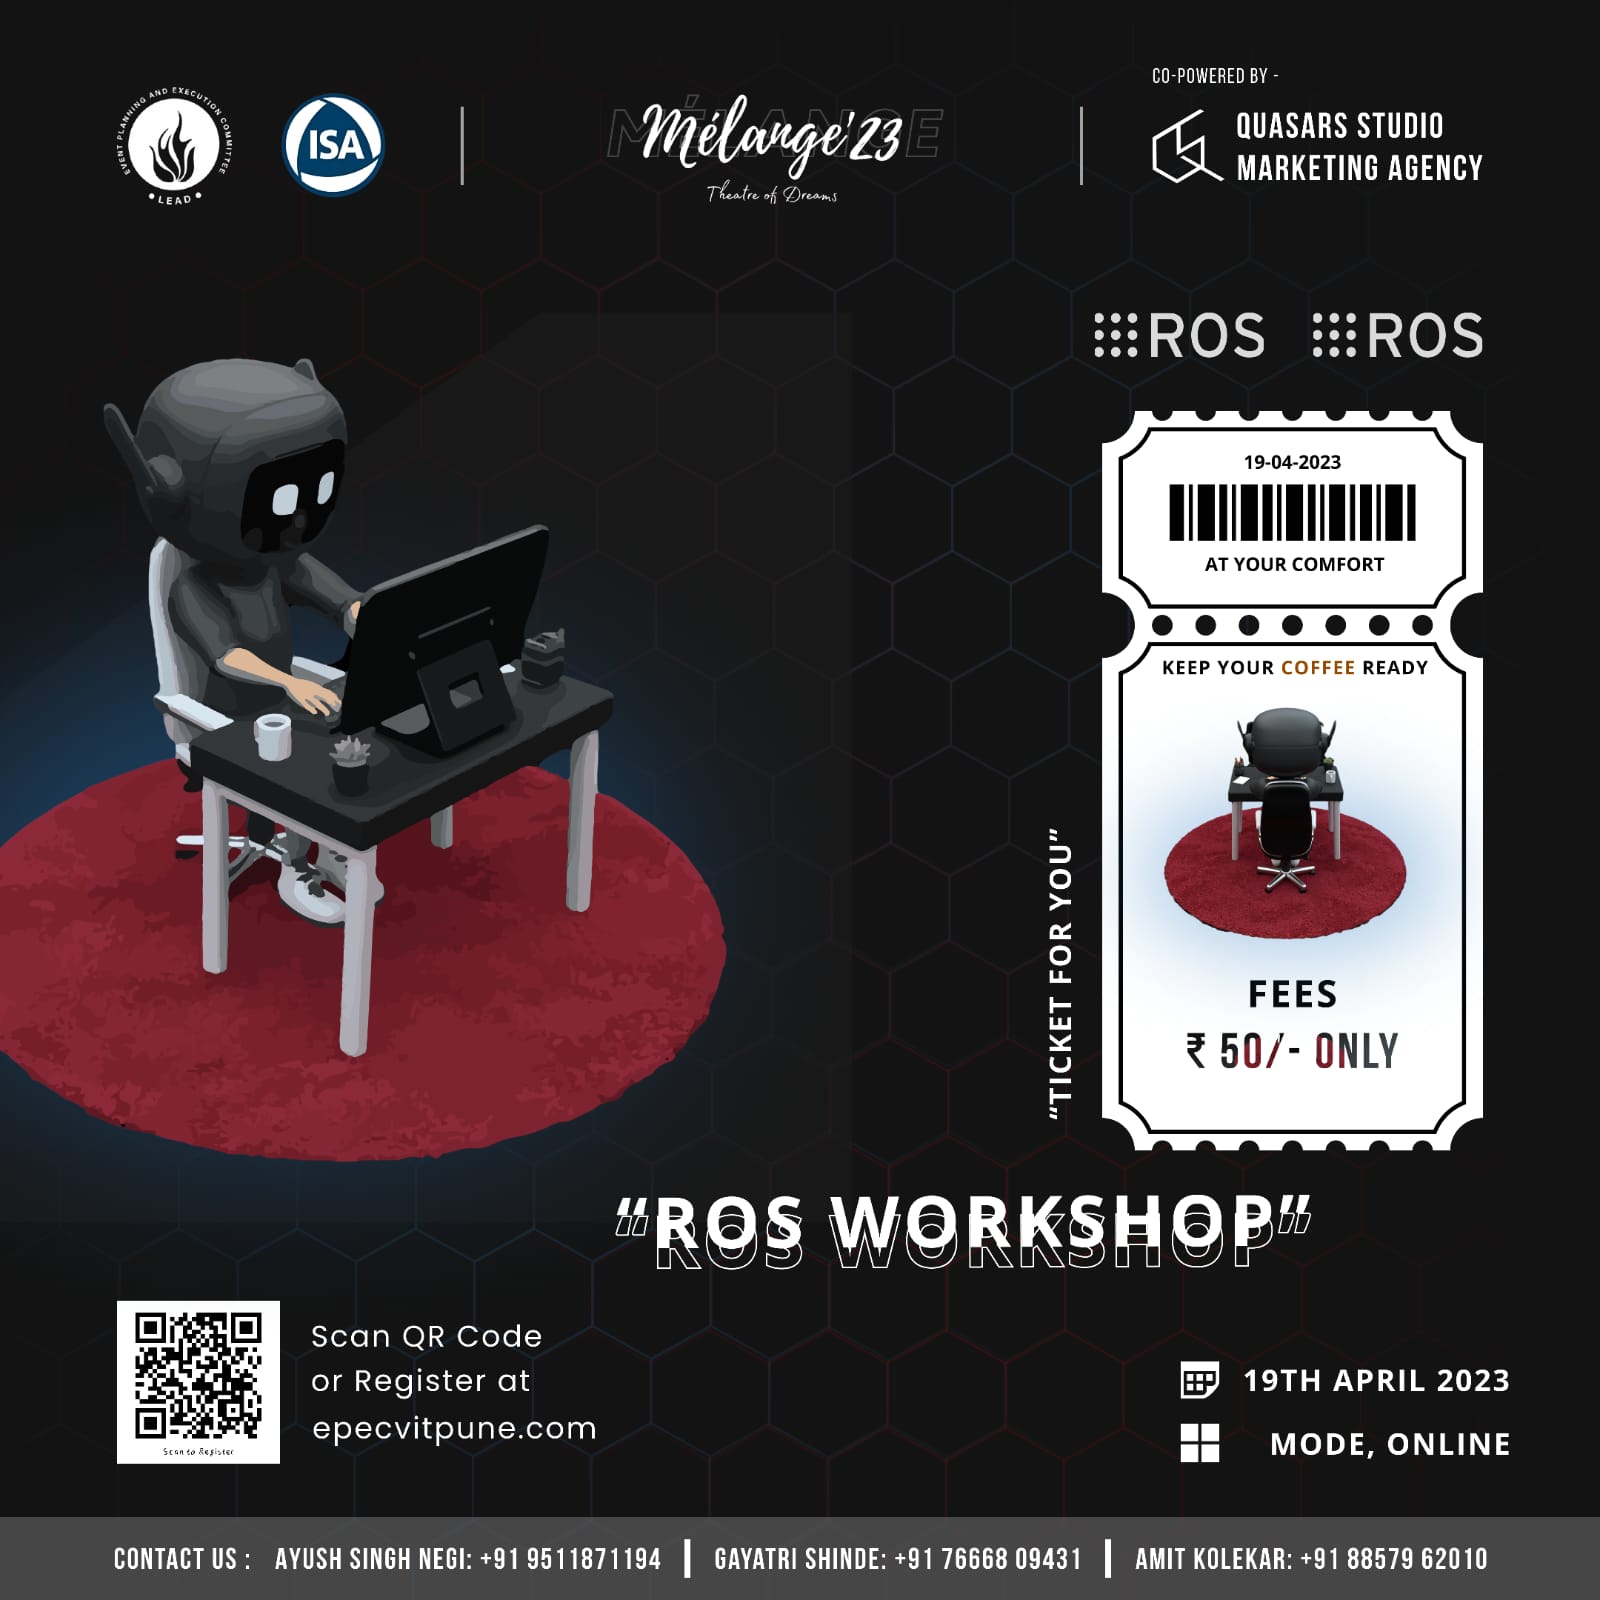 EVENT PLANNING AND EXECUTION COMMITTEE
• LEAD •
ISA
MÉLANGE
Mélange'23
Theatre of Dreams
CO-POWERED BY -
QUASARS STUDIO
MARKETING AGENCY
ROS ROS
19-04-2023
AT YOUR COMFORT
KEEP YOUR COFFEE READY
FEES
₹ 50/- ONLY
“TICKET FOR YOU”
“ROS WORKSHOP”
“ROS WORKSHOP”
Scan QR Code
or Register at
epecvitpune.com
Scan to Register
19TH APRIL 2023
MODE, ONLINE
CONTACT US : AYUSH SINGH NEGI: +91 9511871194 | GAYATRI SHINDE: +91 76668 09431 | AMIT KOLEKAR: +91 88579 62010